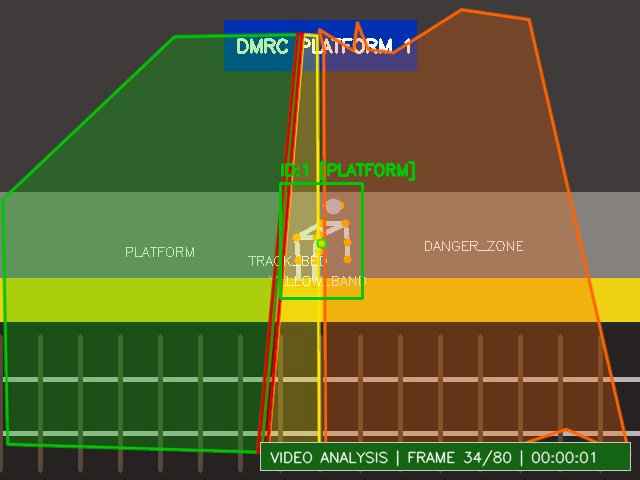 DMRC PLATFORM 1
ID:1 [PLATFORM]
PLATFORM
DANGER_ZONE
TRACK_BED
YELLOW_BAND
VIDEO ANALYSIS | FRAME 34/80 | 00:00:01